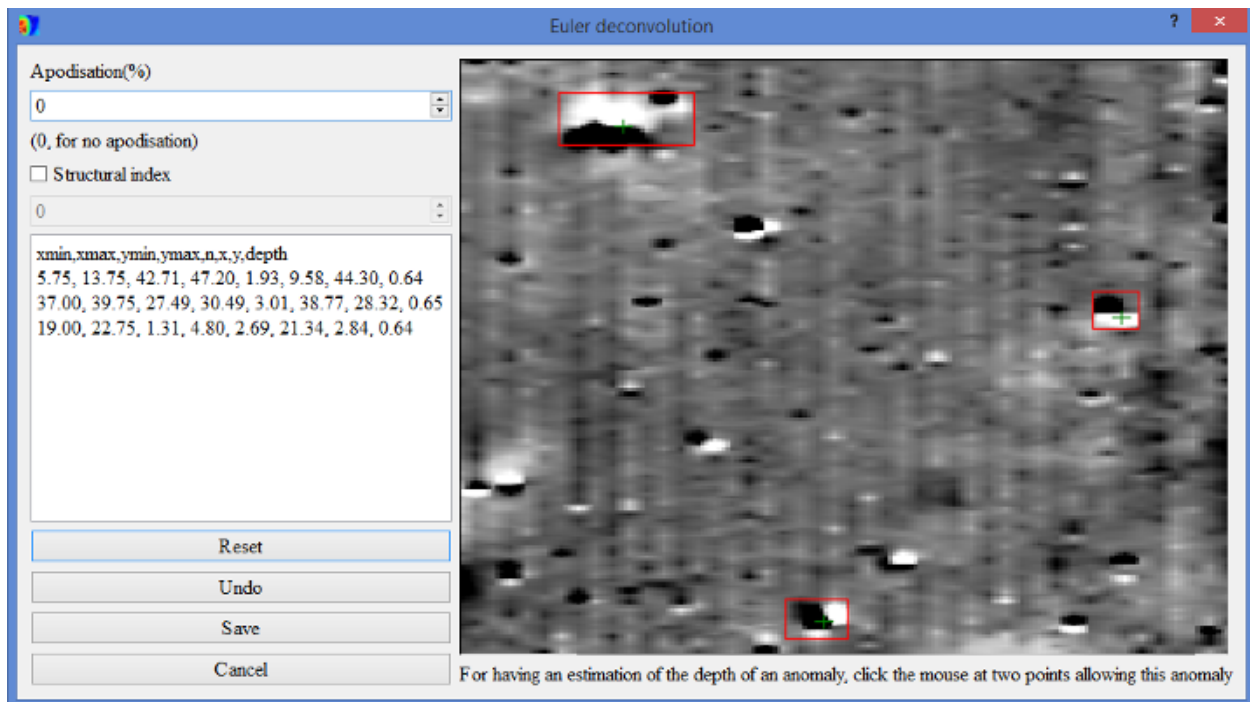 Euler deconvolution
?
×
Apodisation(%)
0
(0, for no apodisation)
Structural index
0
xmin,xmax,ymin,ymax,n,x,y,depth
5.75, 13.75, 42.71, 47.20, 1.93, 9.58, 44.30, 0.64
37.00, 39.75, 27.49, 30.49, 3.01, 38.77, 28.32, 0.65
19.00, 22.75, 1.31, 4.80, 2.69, 21.34, 2.84, 0.64
Reset
Undo
Save
Cancel
For having an estimation of the depth of an anomaly, click the mouse at two points allowing this anomaly